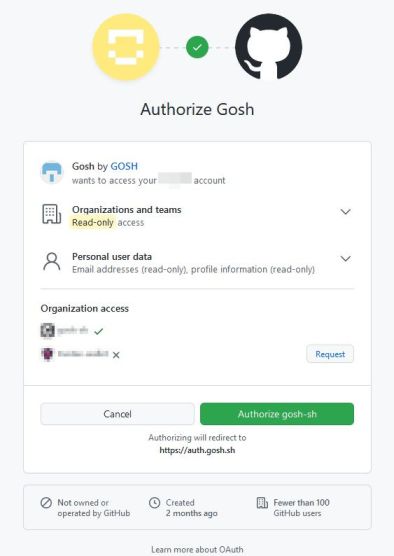 Authorize Gosh
Gosh by GOSH
wants to access your account
Organizations and teams
Read-only access
Personal user data
Email addresses (read-only), profile information (read-only)
Organization access
Request
Cancel
Authorize gosh-sh
Authorizing will redirect to
https://auth.gosh.sh
Not owned or
operated by GitHub
Created
2 months ago
Fewer than 100
GitHub users
Learn more about OAuth